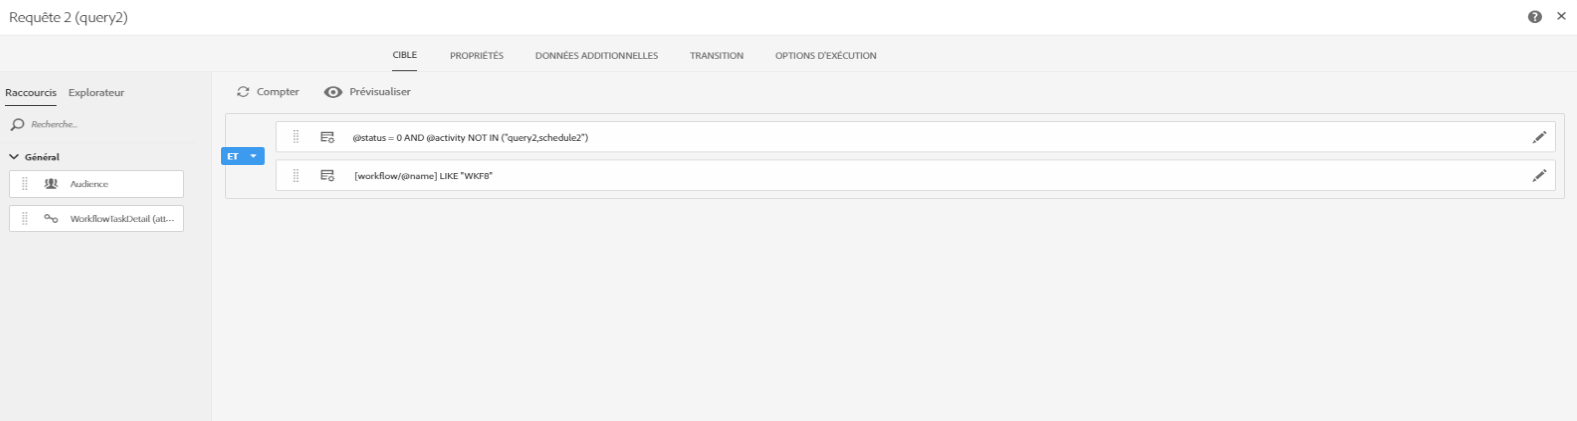 Requête 2 (query2)
CIBLE PROPRIÉTÉS DONNÉES ADDITIONNELLES TRANSITION OPTIONS D'EXÉCUTION
Raccourcis Explorateur
Compter Prévisualiser
Recherche...
@status = 0 AND @activity NOT IN ("query2,schedule2")
ET
Général
[workflow/@name] LIKE "WKF8"
Audience
WorkflowTaskDetail (att...